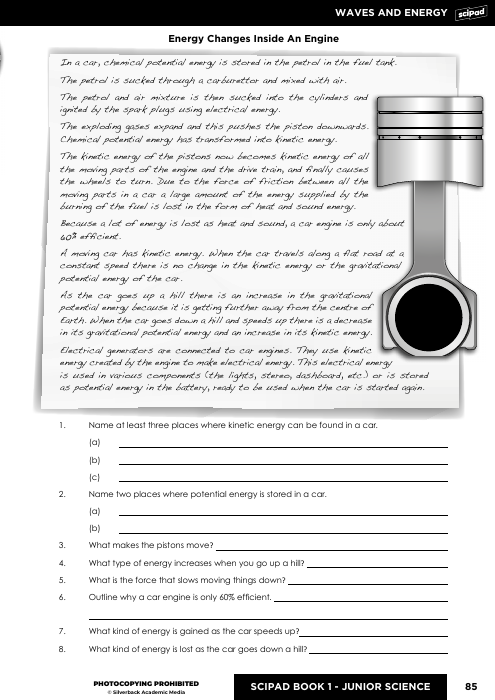 WAVES AND ENERGY
scipad
Energy Changes Inside An Engine
In a car, chemical potential energy is stored in the petrol in the fuel tank.
The petrol is sucked through a carburettor and mixed with air.
The petrol and air mixture is then sucked into the cylinders and
ignited by the spark plugs using electrical energy.
The exploding gases expand and this pushes the piston downwards.
Chemical potential energy has transformed into kinetic energy.
The kinetic energy of the pistons now becomes kinetic energy of all
the moving parts of the engine and the drive train, and finally causes
the wheels to turn. Due to the force of friction between all the
moving parts in a car a large amount of the energy supplied by the
burning of the fuel is lost in the form of heat and sound energy.
Because a lot of energy is lost as heat and sound, a car engine is only about
60% efficient.
A moving car has kinetic energy. When the car travels along a flat road at a
constant speed there is no change in the kinetic energy or the gravitational
potential energy of the car.
As the car goes up a hill there is an increase in the gravitational
potential energy because it is getting further away from the centre of
Earth. When the car goes down a hill and speeds up there is a decrease
in its gravitational potential energy and an increase in its kinetic energy.
Electrical generators are connected to car engines. They use kinetic
energy created by the engine to make electrical energy. This electrical energy
is used in various components (the lights, stereo, dashboard, etc.) or is stored
as potential energy in the battery, ready to be used when the car is started again.
1. Name at least three places where kinetic energy can be found in a car.
(a)
(b)
(c)
2. Name two places where potential energy is stored in a car.
(a)
(b)
3. What makes the pistons move?
4. What type of energy increases when you go up a hill?
5. What is the force that slows moving things down?
6. Outline why a car engine is only 60% efficient.
7. What kind of energy is gained as the car speeds up?
8. What kind of energy is lost as the car goes down a hill?
PHOTOCOPYING PROHIBITED
© Silverback Academic Media
SCIPAD BOOK 1 - JUNIOR SCIENCE
85